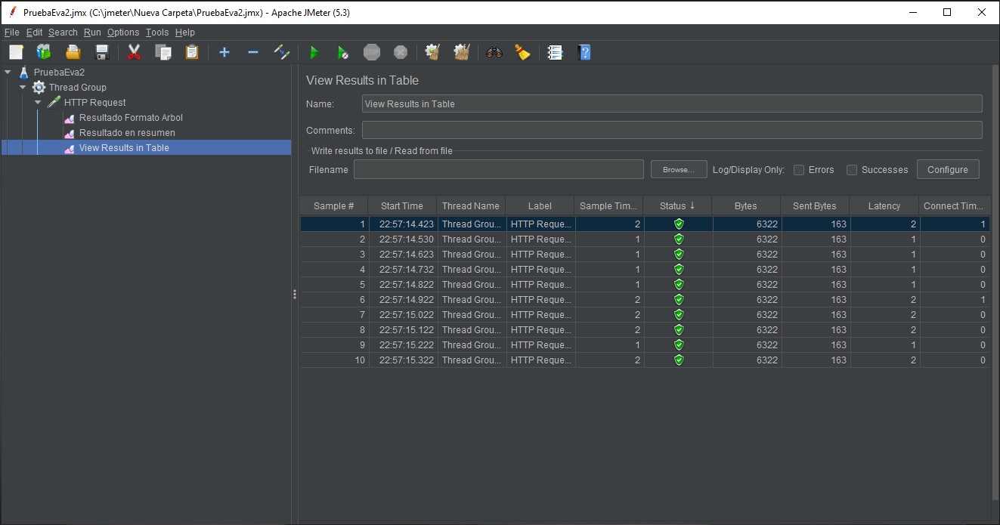 PruebaEva2.jmx (C:\jmeter\Nueva Carpeta\PruebaEva2.jmx) - Apache JMeter (5.3)
File Edit Search Run Options Tools Help
STOP
PruebaEva2
Thread Group
HTTP Request
Resultado Formato Arbol
Resultado en resumen
View Results in Table
View Results in Table
Name: View Results in Table
Comments:
Write results to file / Read from file
Filename Browse... Log/Display Only: Errors Successes Configure
Sample # Start Time Thread Name Label Sample Tim... Status ↓ Bytes Sent Bytes Latency Connect Tim...
1 22:57:14.423 Thread Grou... HTTP Reque... 2 6322 163 2 1
2 22:57:14.530 Thread Grou... HTTP Reque... 1 6322 163 1 0
3 22:57:14.623 Thread Grou... HTTP Reque... 1 6322 163 1 0
4 22:57:14.732 Thread Grou... HTTP Reque... 1 6322 163 1 0
5 22:57:14.822 Thread Grou... HTTP Reque... 1 6322 163 1 0
6 22:57:14.922 Thread Grou... HTTP Reque... 2 6322 163 2 1
7 22:57:15.022 Thread Grou... HTTP Reque... 2 6322 163 2 0
8 22:57:15.122 Thread Grou... HTTP Reque... 2 6322 163 2 0
9 22:57:15.222 Thread Grou... HTTP Reque... 1 6322 163 1 0
10 22:57:15.322 Thread Grou... HTTP Reque... 2 6322 163 2 0